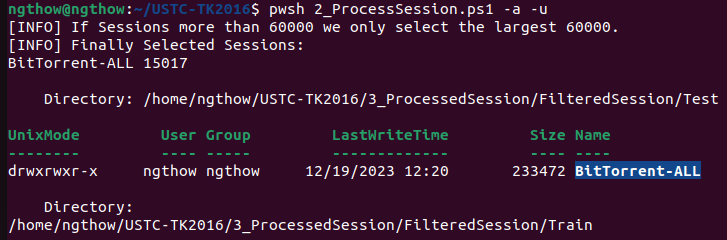 ngthow@ngthow:~/USTC-TK2016$ pwsh 2_ProcessSession.ps1 -a -u
[INFO] If Sessions more than 60000 we only select the largest 60000.
[INFO] Finally Selected Sessions:
BitTorrent-ALL 15017
Directory: /home/ngthow/USTC-TK2016/3_ProcessedSession/FilteredSession/Test
UnixMode User Group LastWriteTime Size Name
-------- ---- ----- ------------- ---- ----
drwxrwxr-x ngthow ngthow 12/19/2023 12:20 233472 BitTorrent-ALL
Directory:
/home/ngthow/USTC-TK2016/3_ProcessedSession/FilteredSession/Train